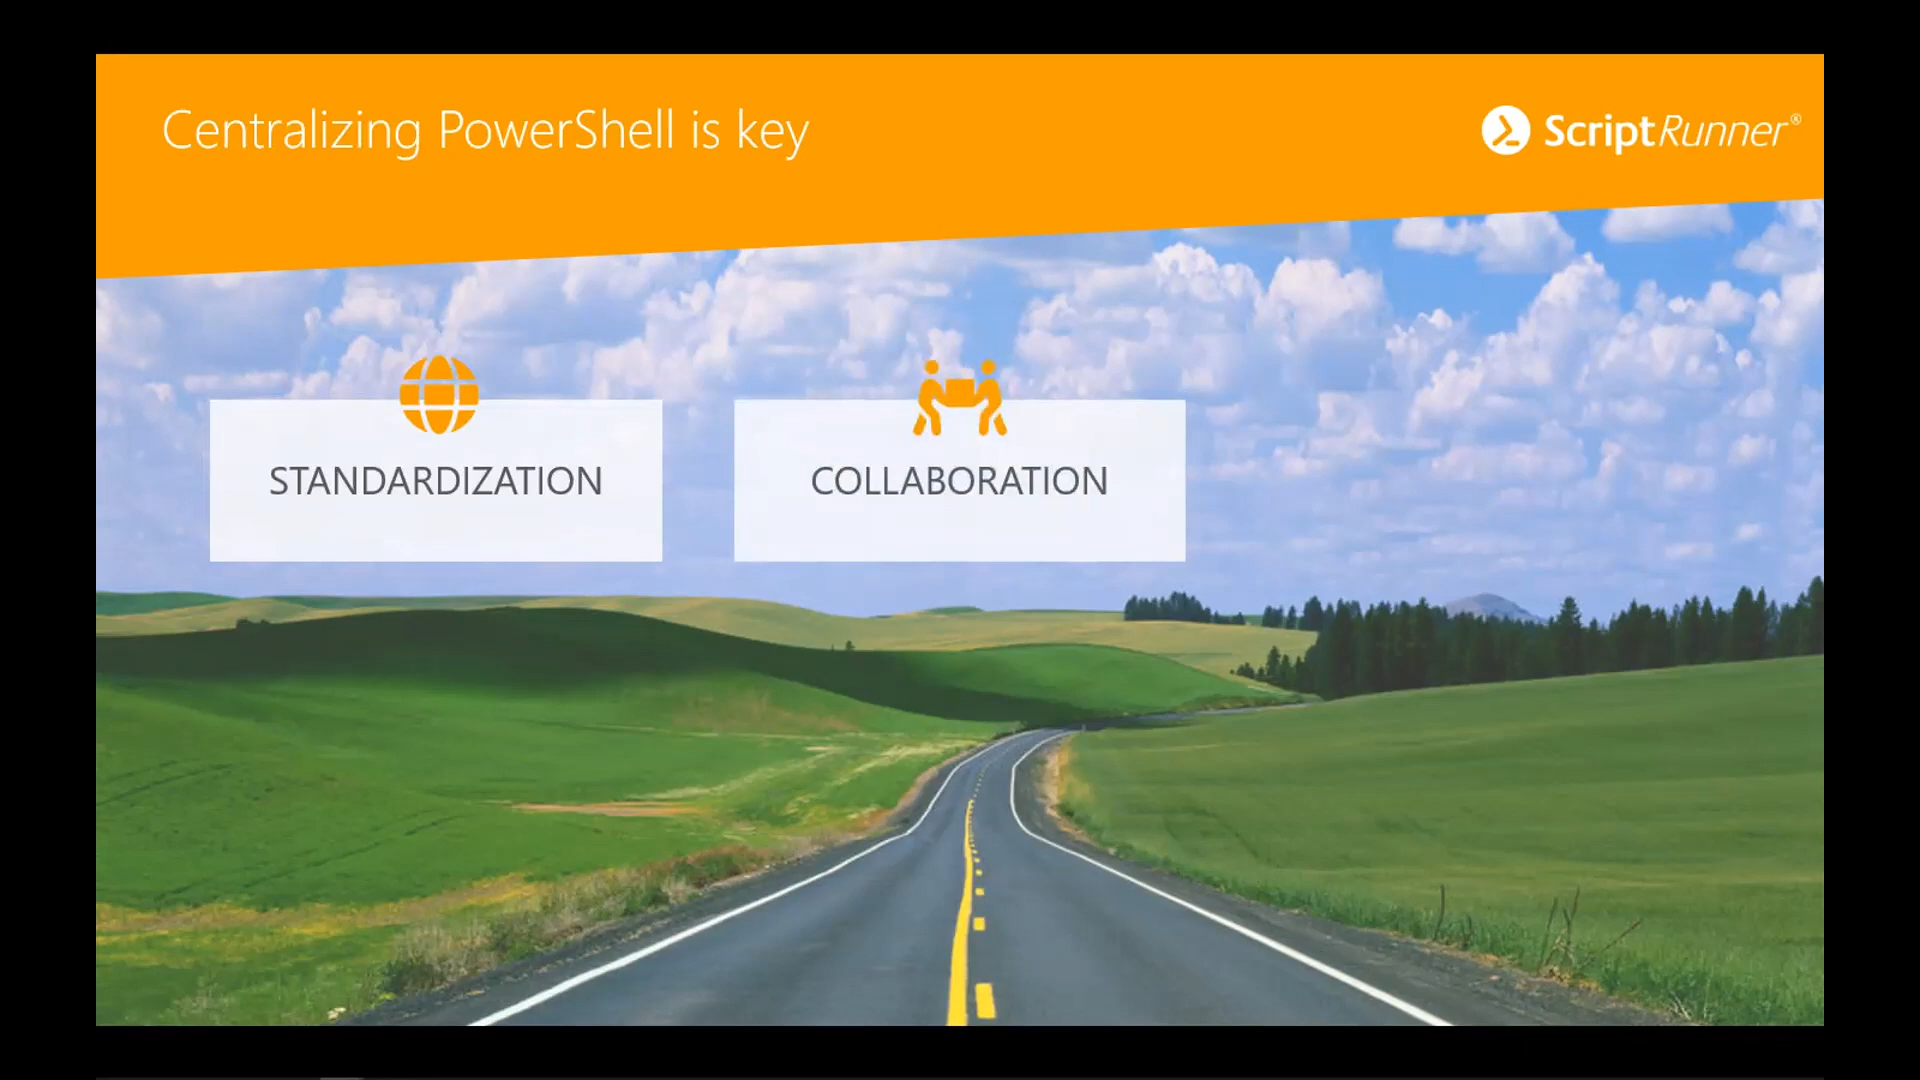 Centralizing PowerShell is key
ScriptRunner®
STANDARDIZATION
COLLABORATION